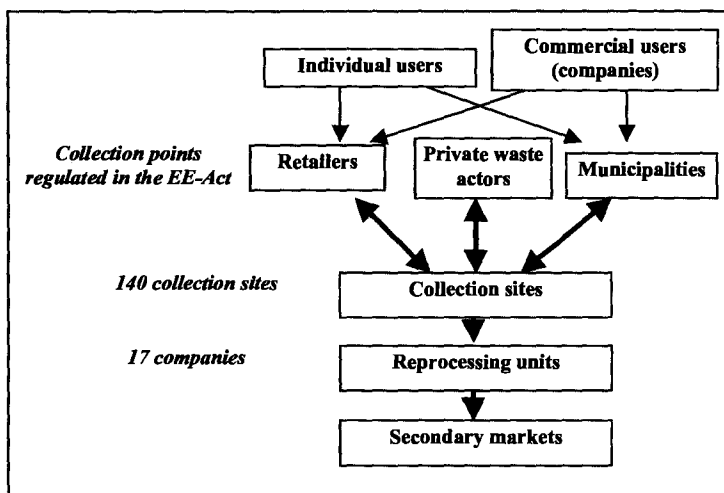 Individual users
Commercial users
(companies)
Collection points
regulated in the EE-Act
Retailers
Private waste
actors
Municipalities
140 collection sites
Collection sites
17 companies
Reprocessing units
Secondary markets